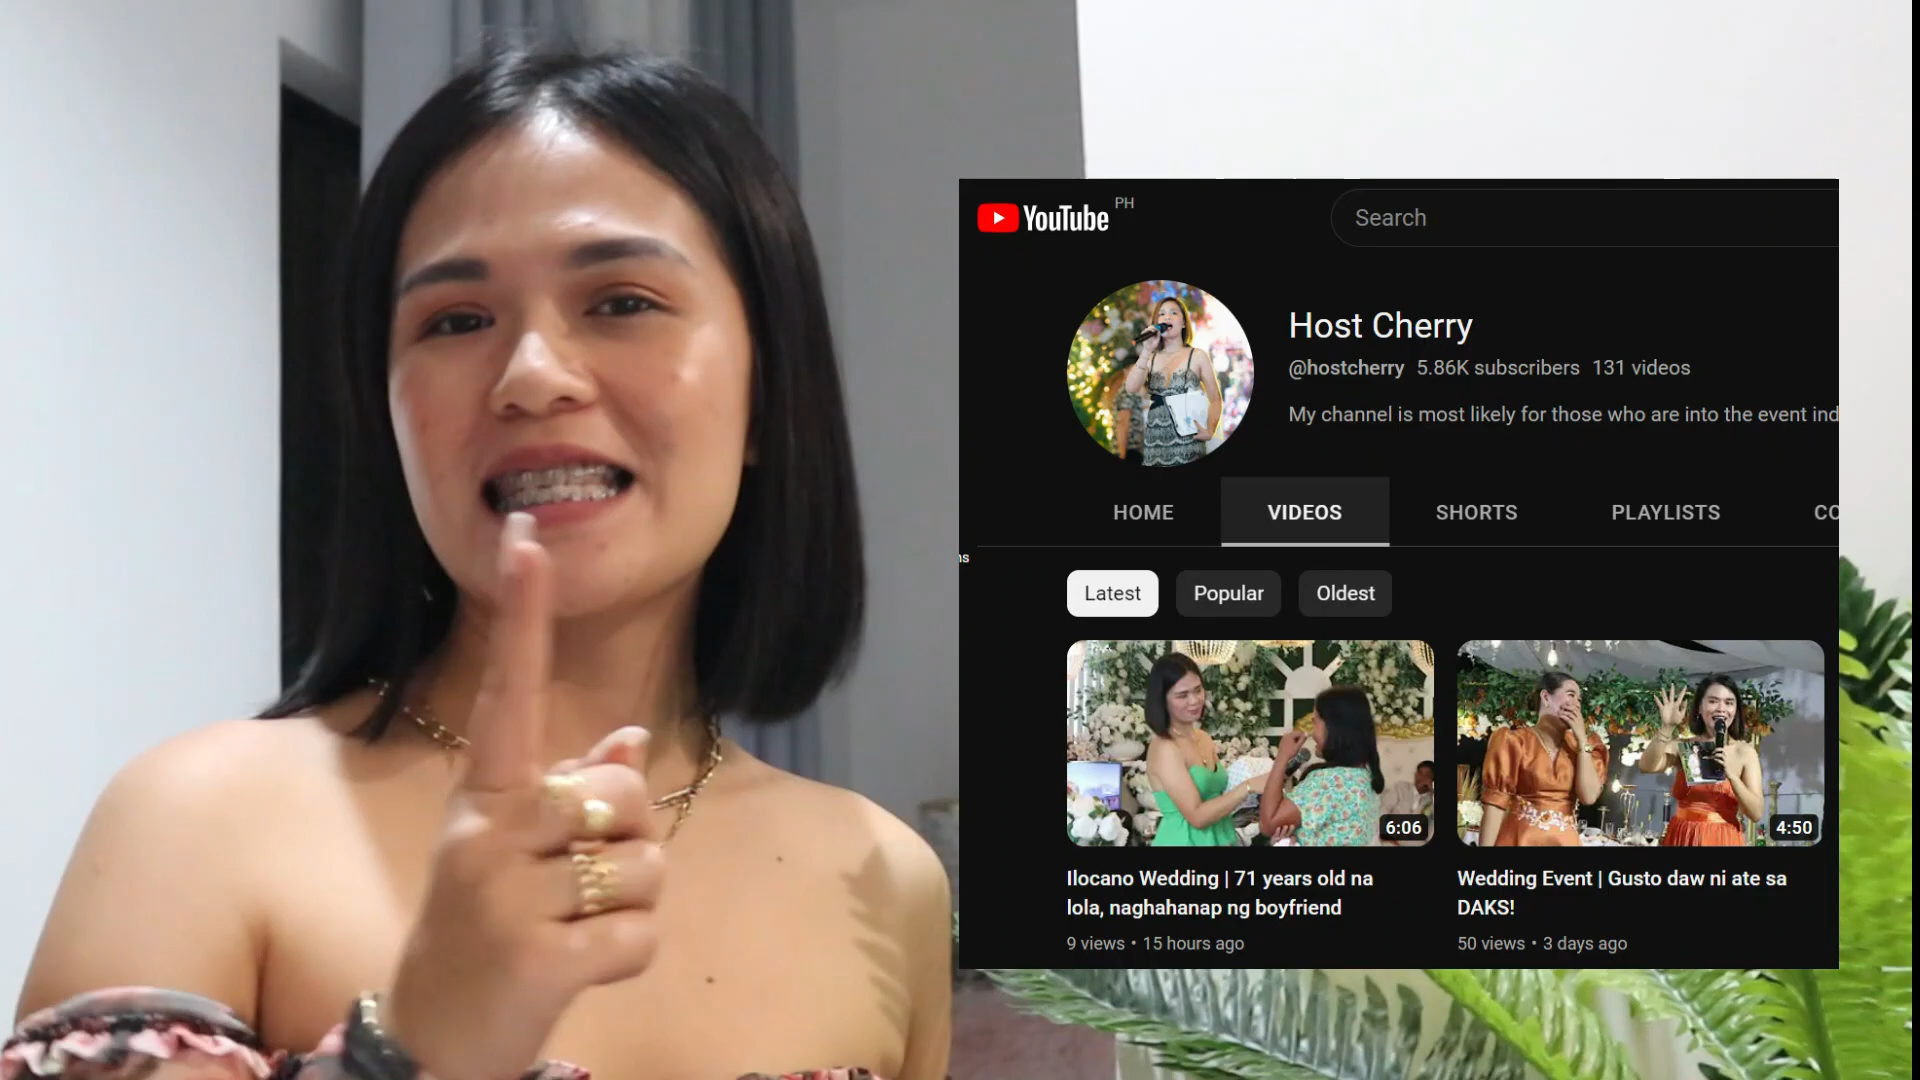 YouTube PH
Search
Host Cherry
@hostcherry 5.86K subscribers 131 videos
My channel is most likely for those who are into the event ind
HOME VIDEOS SHORTS PLAYLISTS CO
ns
Latest Popular Oldest
6:06
4:50
Ilocano Wedding | 71 years old na
lola, naghahanap ng boyfriend
9 views • 15 hours ago
Wedding Event | Gusto daw ni ate sa
DAKS!
50 views • 3 days ago